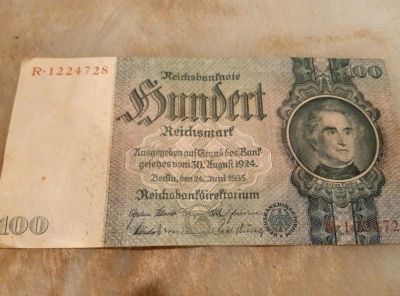 R·1224728
Reichsbanknote
100
Hundert
Reichsmark
Ausgegeben auf Grund des Bank
gesetzes vom 30. August 1924.
Berlin, den 24. Juni 1935
Reichsbankdirektorium
100